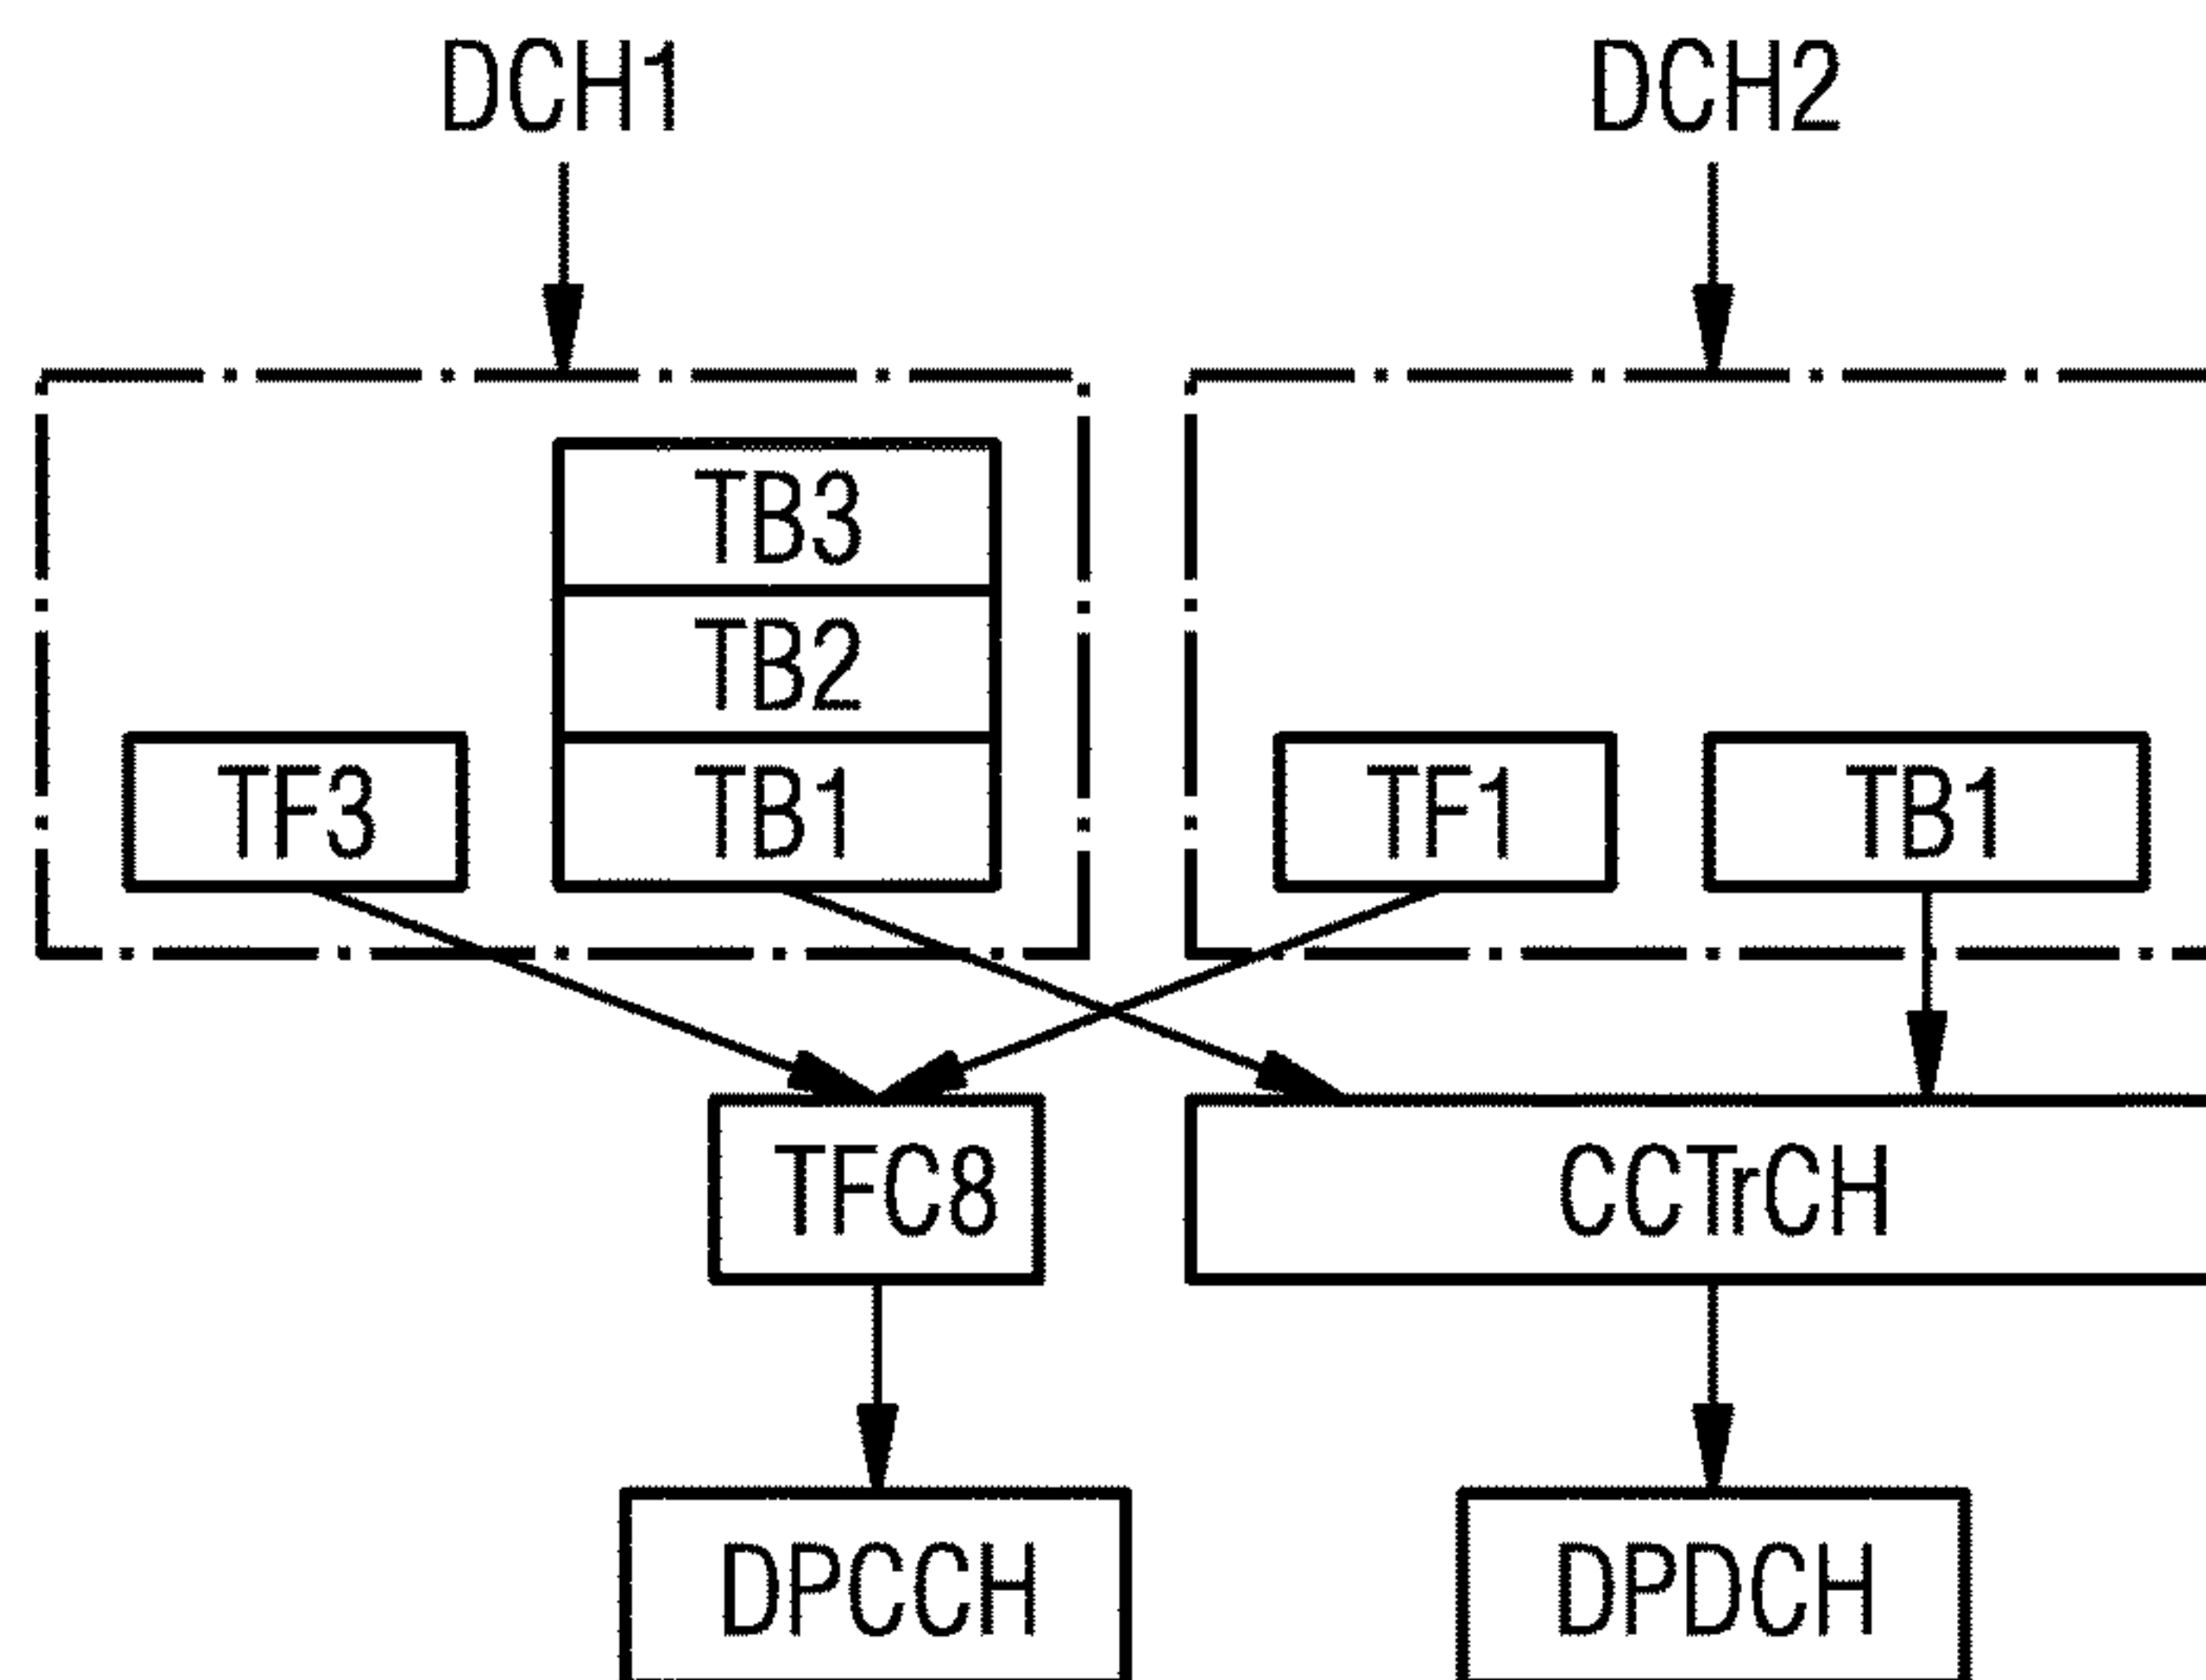 DCH1
DCH2
TB3
TB2
TF3
TB1
TF1
TB1
TFC8
CCTrCH
DPCCH
DPDCH